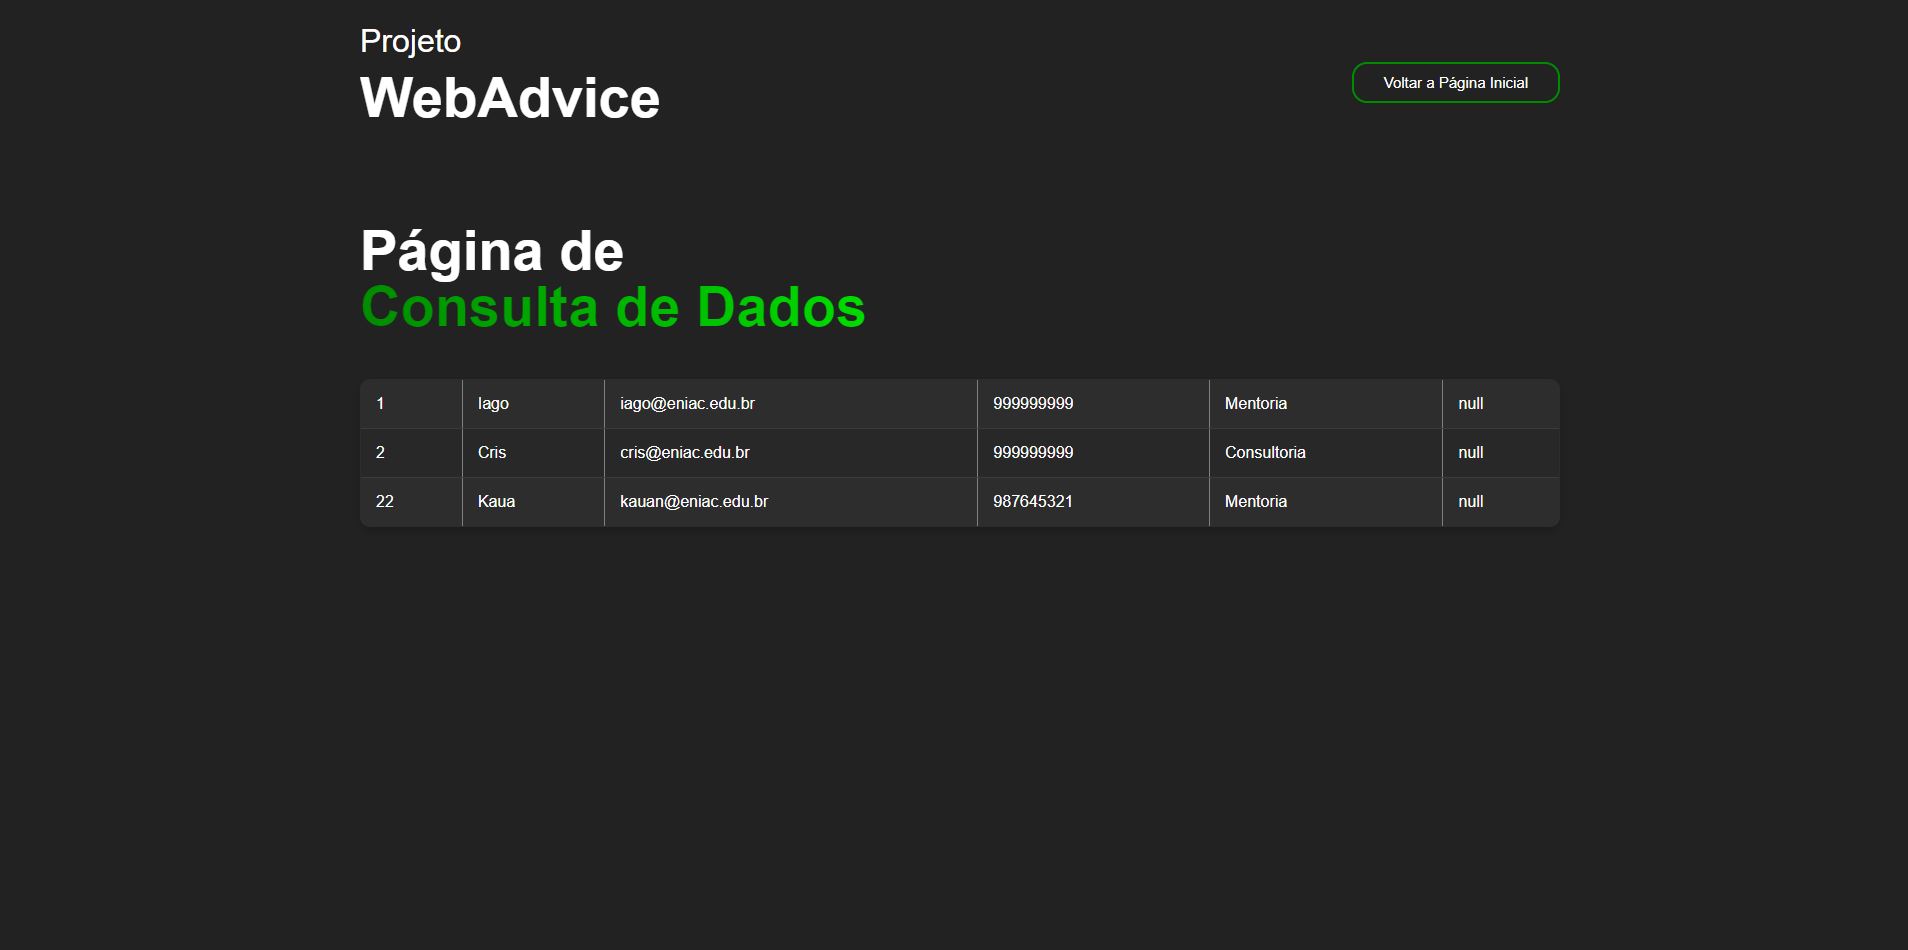 Projeto
WebAdvice
Voltar a Página Inicial
Página de
Consulta de Dados
1 Iago iago@eniac.edu.br 999999999 Mentoria null
2 Cris cris@eniac.edu.br 999999999 Consultoria null
22 Kaua kauan@eniac.edu.br 987645321 Mentoria null